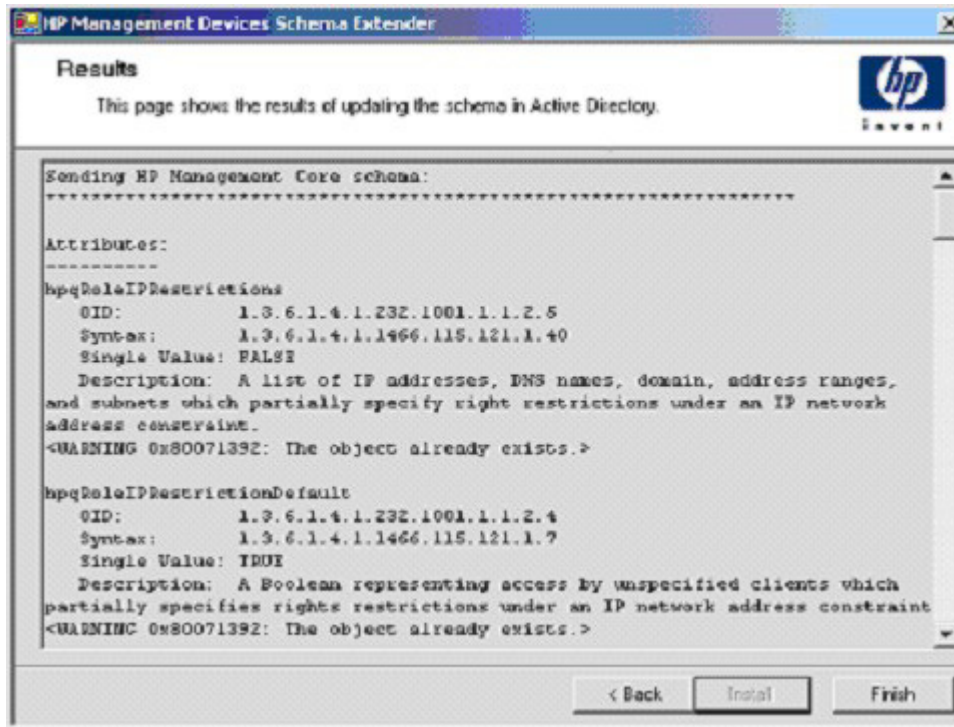 HP Management Devices Schema Extender
Results
This page shows the results of updating the schema in Active Directory.
hp
invent
Sending HP Management Core schema:
******************************************************************
Attributes:
----------
hpqRoleIPRestrictions
OID: 1.3.6.1.4.1.232.1001.1.1.2.5
Syntax: 1.3.6.1.4.1.1466.115.121.1.40
Single Value: FALSE
Description: A list of IP addresses, DNS names, domain, address ranges,
and subnets which partially specify right restrictions under an IP network
address constraint.
<WARNING 0x80071392: The object already exists.>
hpqRoleIPRestrictionDefault
OID: 1.3.6.1.4.1.232.1001.1.1.2.4
Syntax: 1.3.6.1.4.1.1466.115.121.1.7
Single Value: TRUE
Description: A Boolean representing access by unspecified clients which
partially specifies rights restrictions under an IP network address constraint
<WARNING 0x80071392: The object already exists.>
< Back
Install
Finish